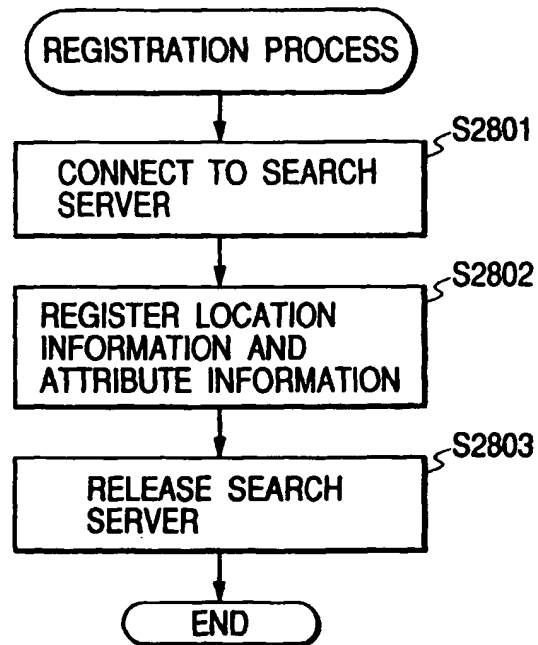 REGISTRATION PROCESS
S2801
CONNECT TO SEARCH
SERVER
S2802
REGISTER LOCATION
INFORMATION AND
ATTRIBUTE INFORMATION
S2803
RELEASE SEARCH
SERVER
END